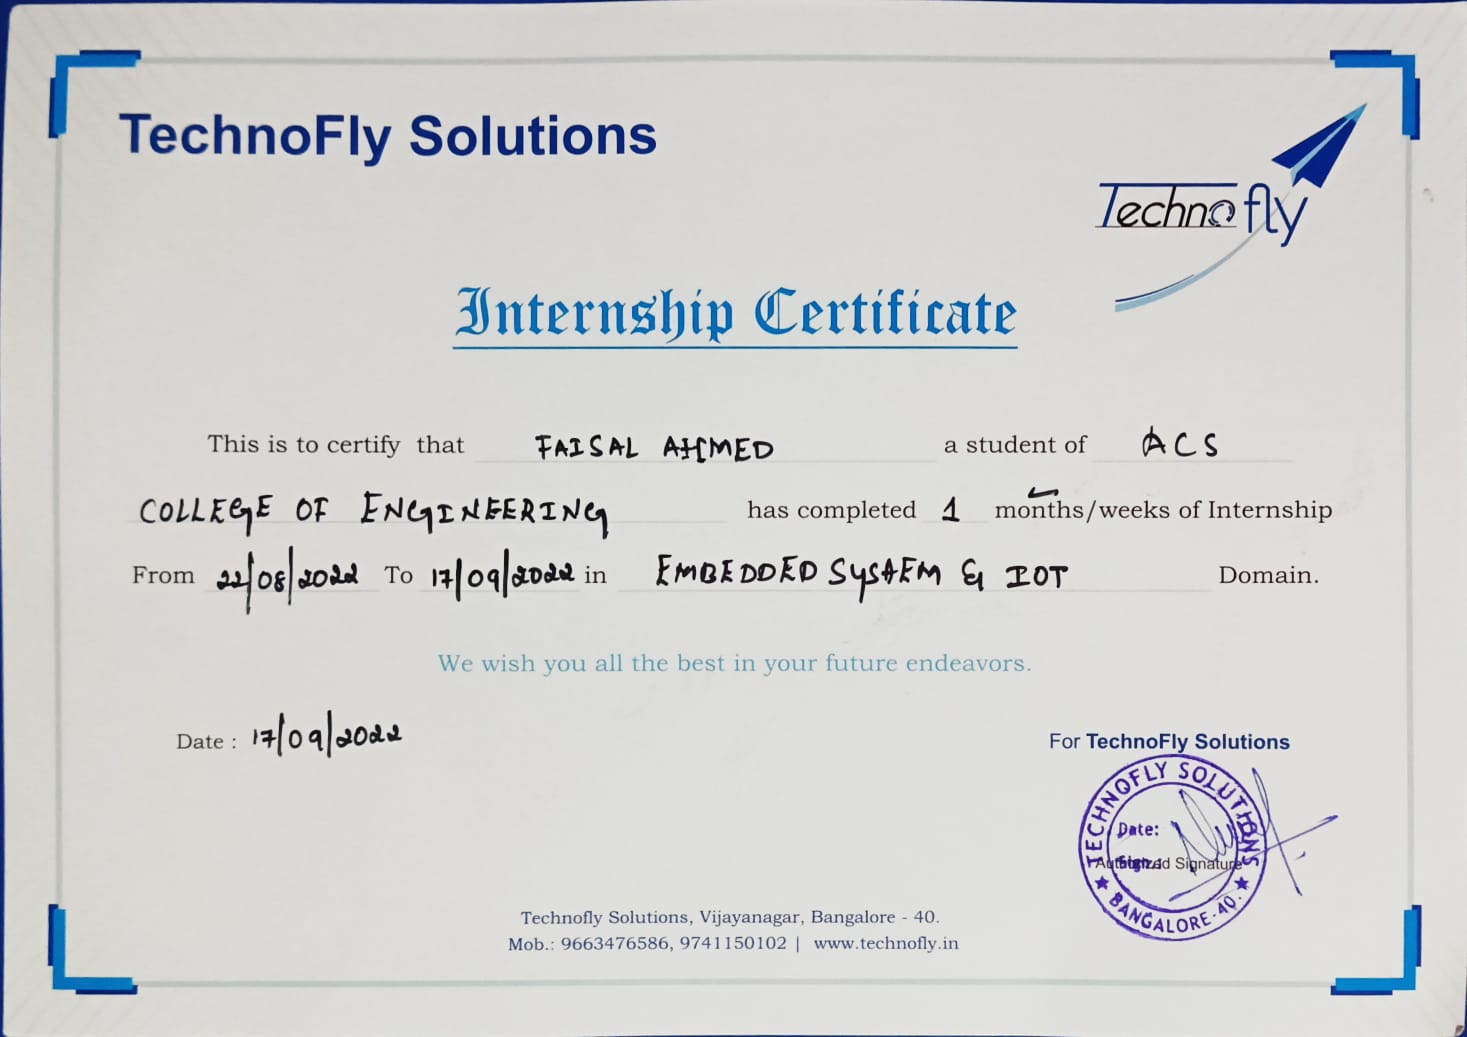 TechnoFly Solutions
Technofly
Internship Certificate
This is to certify that FAISAL AHMED a student of ACS
COLLEGE OF ENGINEERING has completed 1 months/weeks of Internship
From 22/08/2022 To 17/09/2022 in EMBEDDED SYSTEM & IOT Domain.
We wish you all the best in your future endeavors.
Date : 17/09/2022
For TechnoFly Solutions
TECHNOFLY SOLUTIONS
Date:
Sign.:
Authorized Signature
★ BANGALORE-40. ★
Technofly Solutions, Vijayanagar, Bangalore - 40.
Mob.: 9663476586, 9741150102 | www.technofly.in